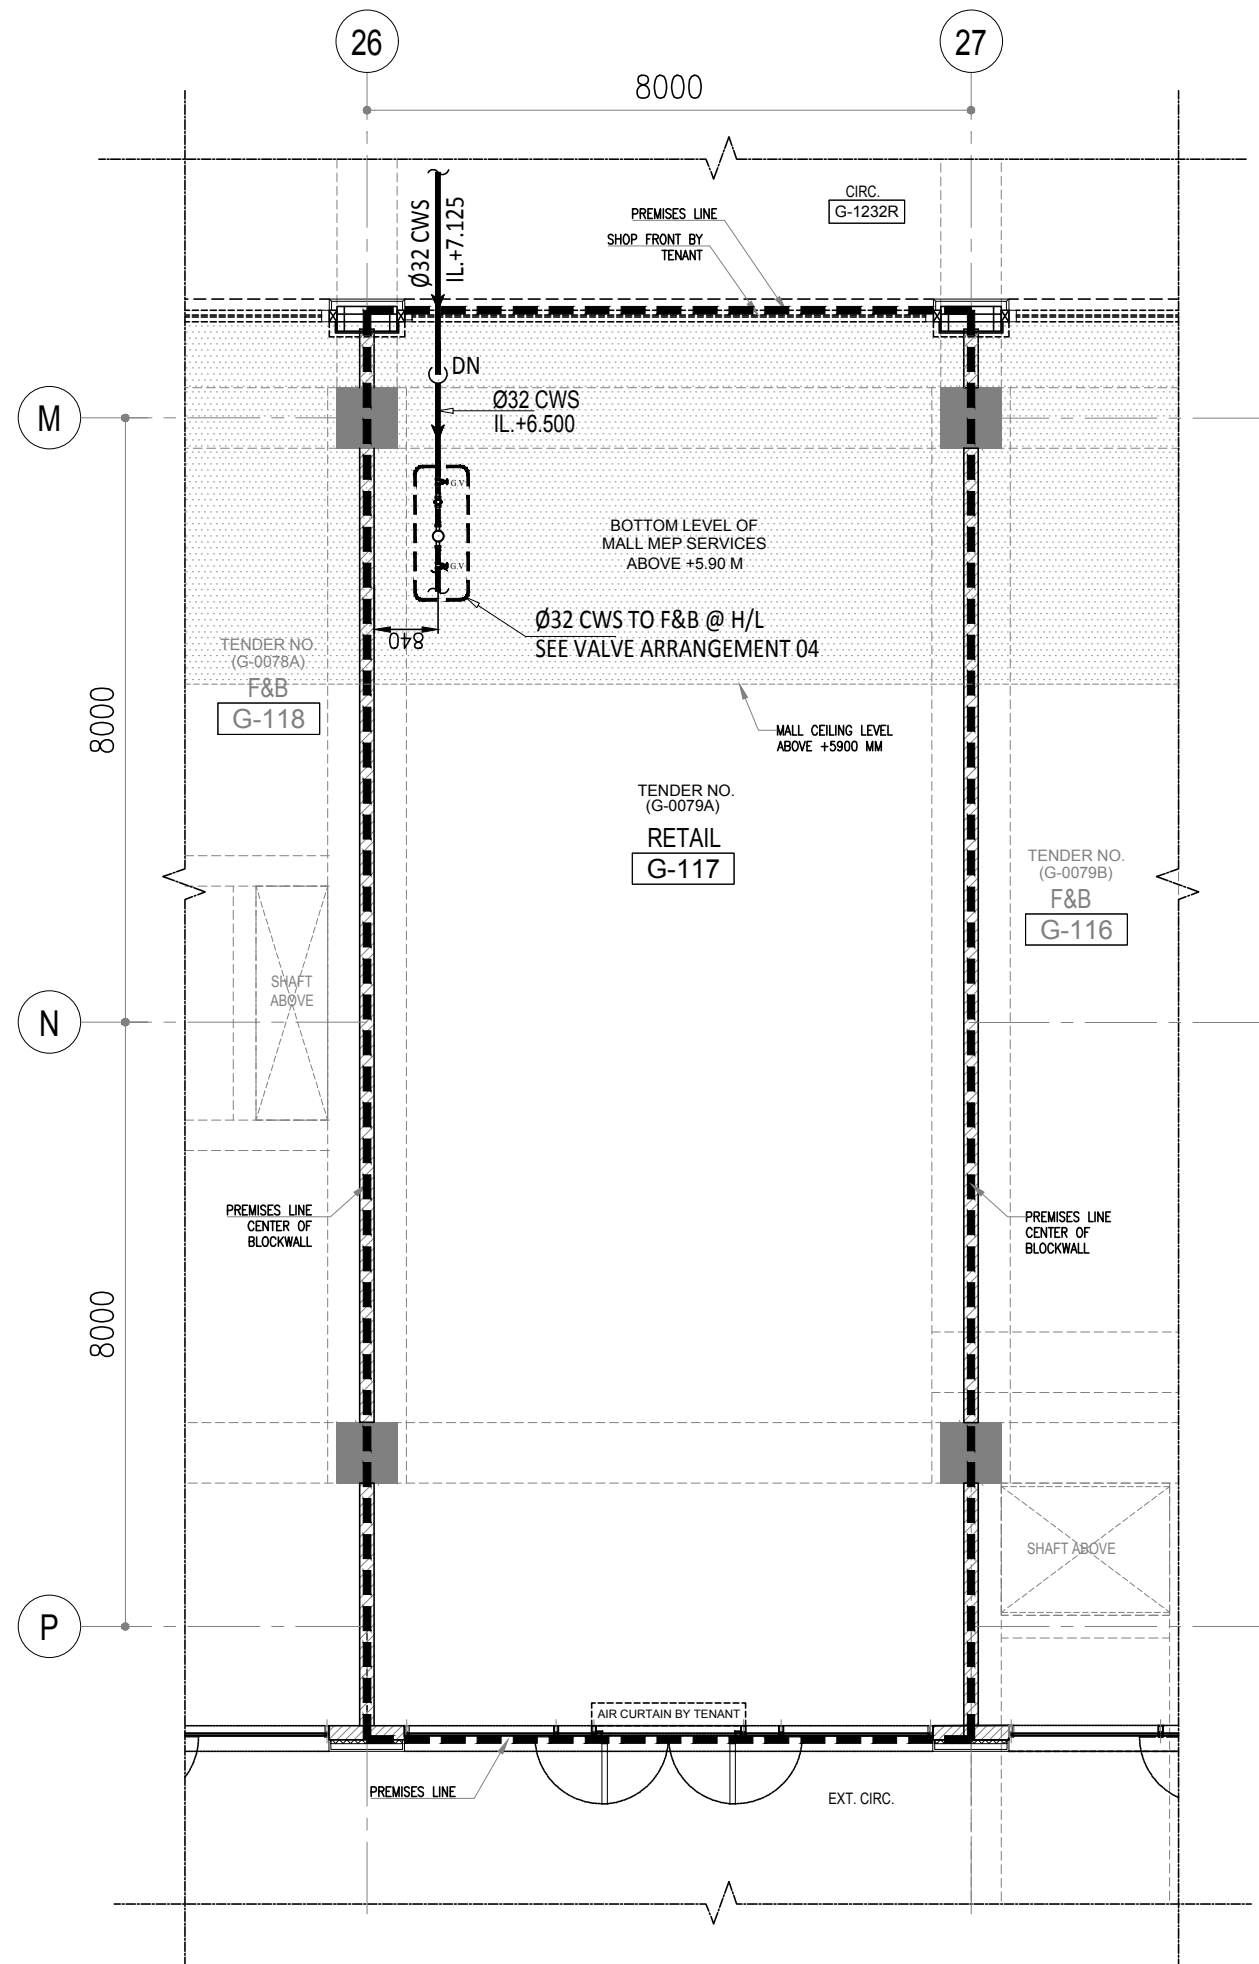 26
27
8000
CIRC.
G-1232R
PREMISES LINE
SHOP FRONT BY
TENANT
Ø32 CWS
IL.+7.125
DN
M
Ø32 CWS
IL.+6.500
G.V
G.V
BOTTOM LEVEL OF
MALL MEP SERVICES
ABOVE +5.90 M
Ø32 CWS TO F&B @ H/L
SEE VALVE ARRANGEMENT 04
840
TENDER NO.
(G-0078A)
F&B
G-118
8000
MALL CEILING LEVEL
ABOVE +5900 MM
TENDER NO.
(G-0079A)
RETAIL
G-117
TENDER NO.
(G-0079B)
F&B
G-116
SHAFT
ABOVE
N
PREMISES LINE
CENTER OF
BLOCKWALL
PREMISES LINE
CENTER OF
BLOCKWALL
8000
SHAFT ABOVE
P
AIR CURTAIN BY TENANT
PREMISES LINE
EXT. CIRC.